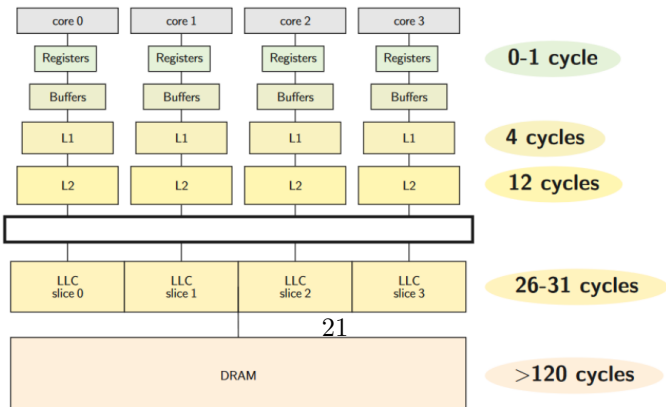 core 0 core 1 core 2 core 3
Registers Registers Registers Registers 0-1 cycle
Buffers Buffers Buffers Buffers
L1 L1 L1 L1 4 cycles
L2 L2 L2 L2 12 cycles
LLC LLC LLC LLC
slice 0 slice 1 slice 2 slice 3 26-31 cycles
21
DRAM >120 cycles